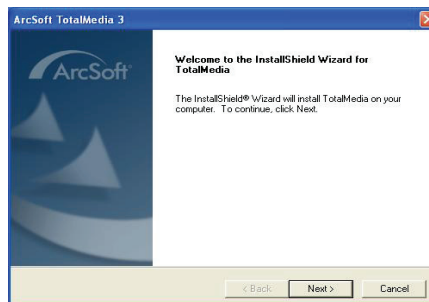 ArcSoft TotalMedia 3
ArcSoft
Welcome to the InstallShield Wizard for
TotalMedia
The InstallShield® Wizard will install TotalMedia on your
computer. To continue, click Next.
< Back
Next >
Cancel